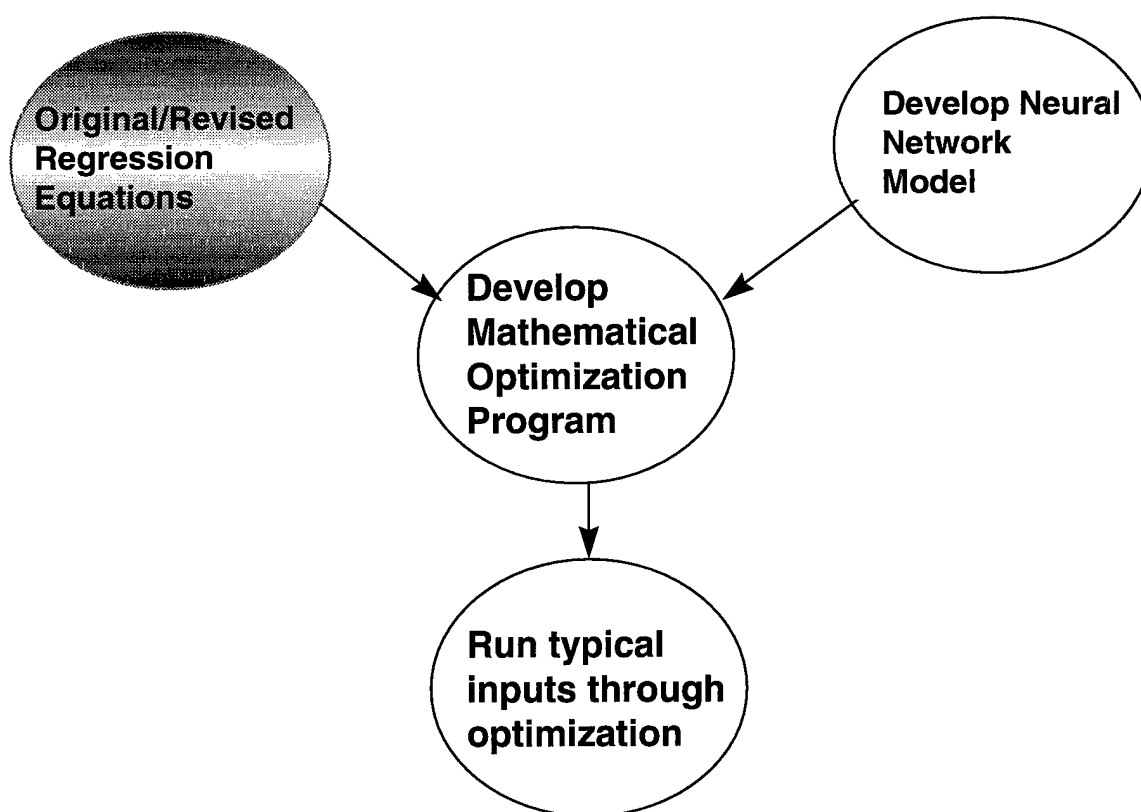 Original/Revised
Regression
Equations
Develop Neural
Network
Model
Develop
Mathematical
Optimization
Program
Run typical
inputs through
optimization